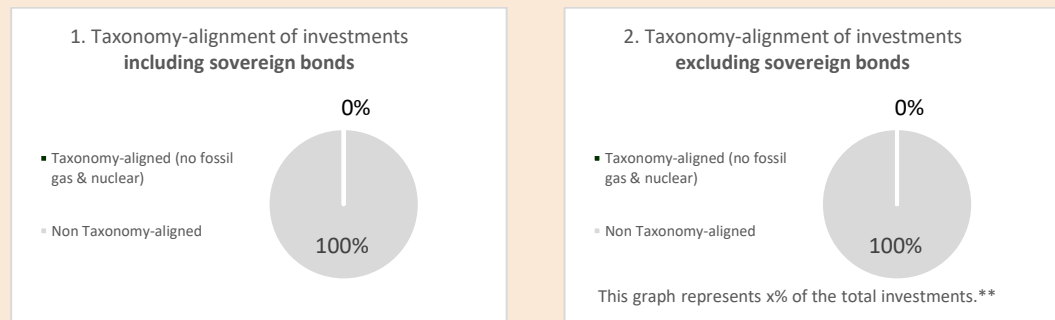 1. Taxonomy-alignment of investments
including sovereign bonds
0%
Taxonomy-aligned (no fossil
gas & nuclear)
Non Taxonomy-aligned
100%
2. Taxonomy-alignment of investments
excluding sovereign bonds
0%
Taxonomy-aligned (no fossil
gas & nuclear)
Non Taxonomy-aligned
100%
This graph represents x% of the total investments.**